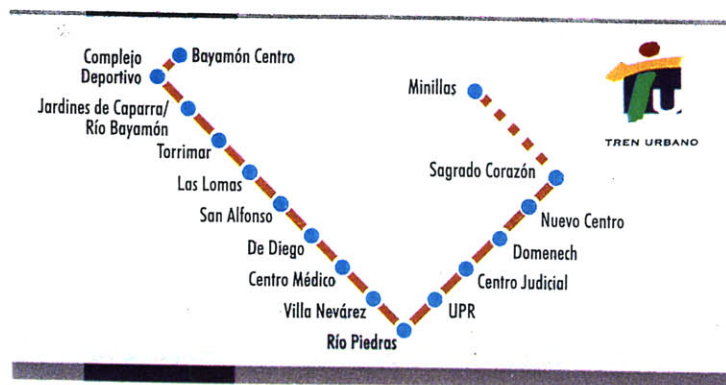 Bayamón Centro
Complejo
Deportivo
Jardines de Caparra/
Río Bayamón
Torrimar
Las Lomas
San Alfonso
De Diego
Centro Médico
Villa Nevárez
Río Piedras
UPR
Centro Judicial
Domenech
Nuevo Centro
Sagrado Corazón
Minillas
TU
TREN URBANO